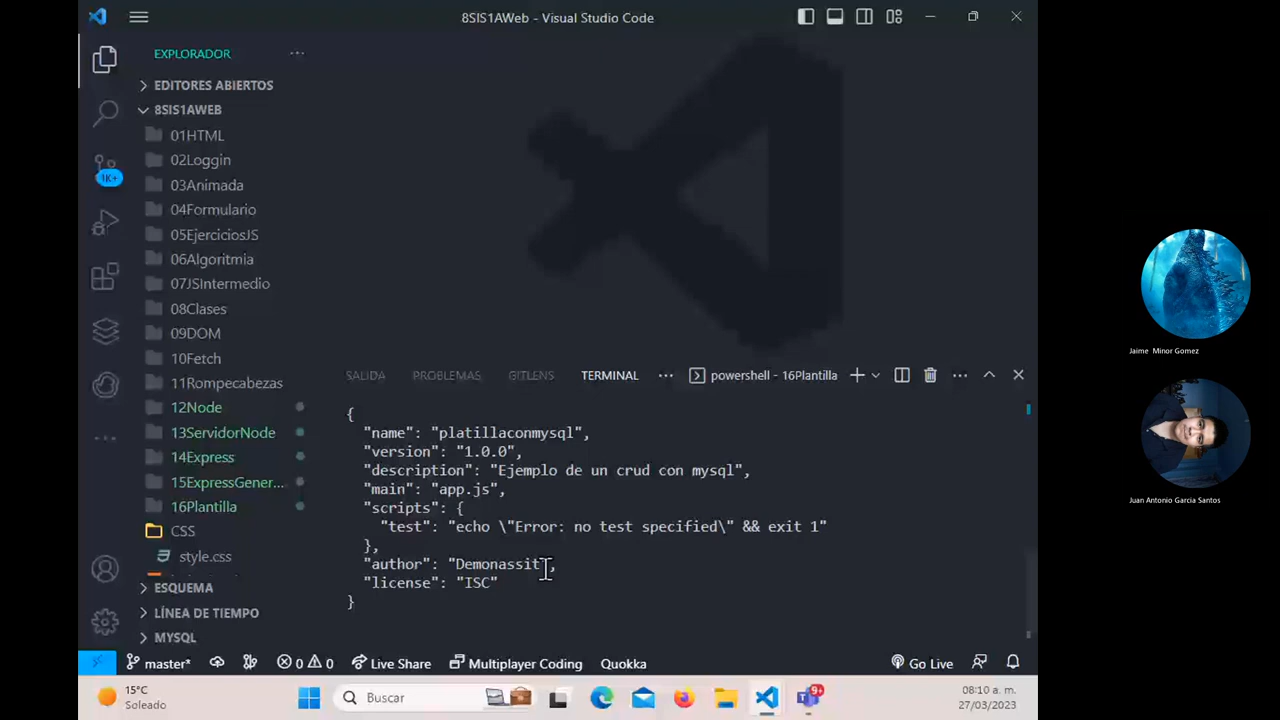 8SIS1AWeb - Visual Studio Code
EXPLORADOR
EDITORES ABIERTOS
8SIS1AWEB
01HTML
02Loggin
03Animada
04Formulario
05EjerciciosJS
06Algoritmia
07JSIntermedio
08Clases
09DOM
10Fetch
11Rompecabezas
12Node
13ServidorNode
14Express
15ExpressGener...
16Plantilla
CSS
style.css
ESQUEMA
LÍNEA DE TIEMPO
MYSQL
1K+
SALIDA PROBLEMAS GITLENS TERMINAL ... powershell - 16Plantilla
{
"name": "platillaconmysql",
"version": "1.0.0",
"description": "Ejemplo de un crud con mysql",
"main": "app.js",
"scripts": {
"test": "echo \"Error: no test specified\" && exit 1"
},
"author": "Demonassit",
"license": "ISC"
}
master* 0 0 Live Share Multiplayer Coding Quokka Go Live
15°C
Soleado
Buscar
9+
08:10 a. m.
27/03/2023
Jaime Minor Gomez
Juan Antonio Garcia Santos